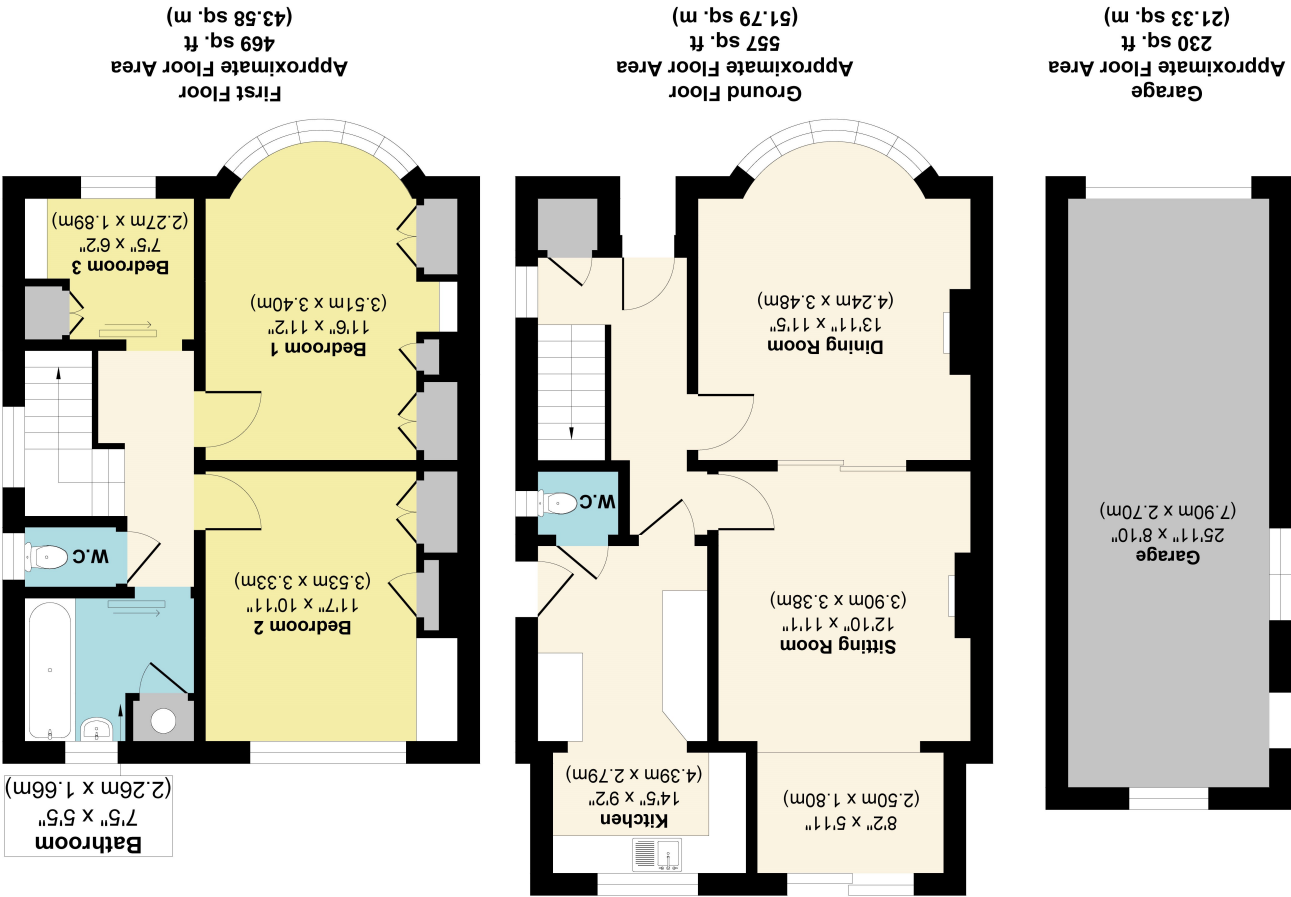 8'2" x 5'11"
(2.50m x 1.80m)
Kitchen
14'5" x 9'2"
(4.39m x 2.79m)
Bathroom
7'5" x 5'5"
(2.26m x 1.66m)
Sitting Room
12'10" x 11'1"
(3.90m x 3.38m)
Bedroom 2
11'7" x 10'11"
(3.53m x 3.33m)
Garage
25'11" x 8'10"
(7.90m x 2.70m)
W.C
W.C
Dining Room
13'11" x 11'5"
(4.24m x 3.48m)
Bedroom 1
11'6" x 11'2"
(3.51m x 3.40m)
Bedroom 3
7'5" x 6'2"
(2.27m x 1.89m)
Garage
Approximate Floor Area
230 sq. ft
(21.33 sq. m)
Ground Floor
Approximate Floor Area
557 sq. ft
(51.79 sq. m)
First Floor
Approximate Floor Area
469 sq. ft
(43.58 sq. m)